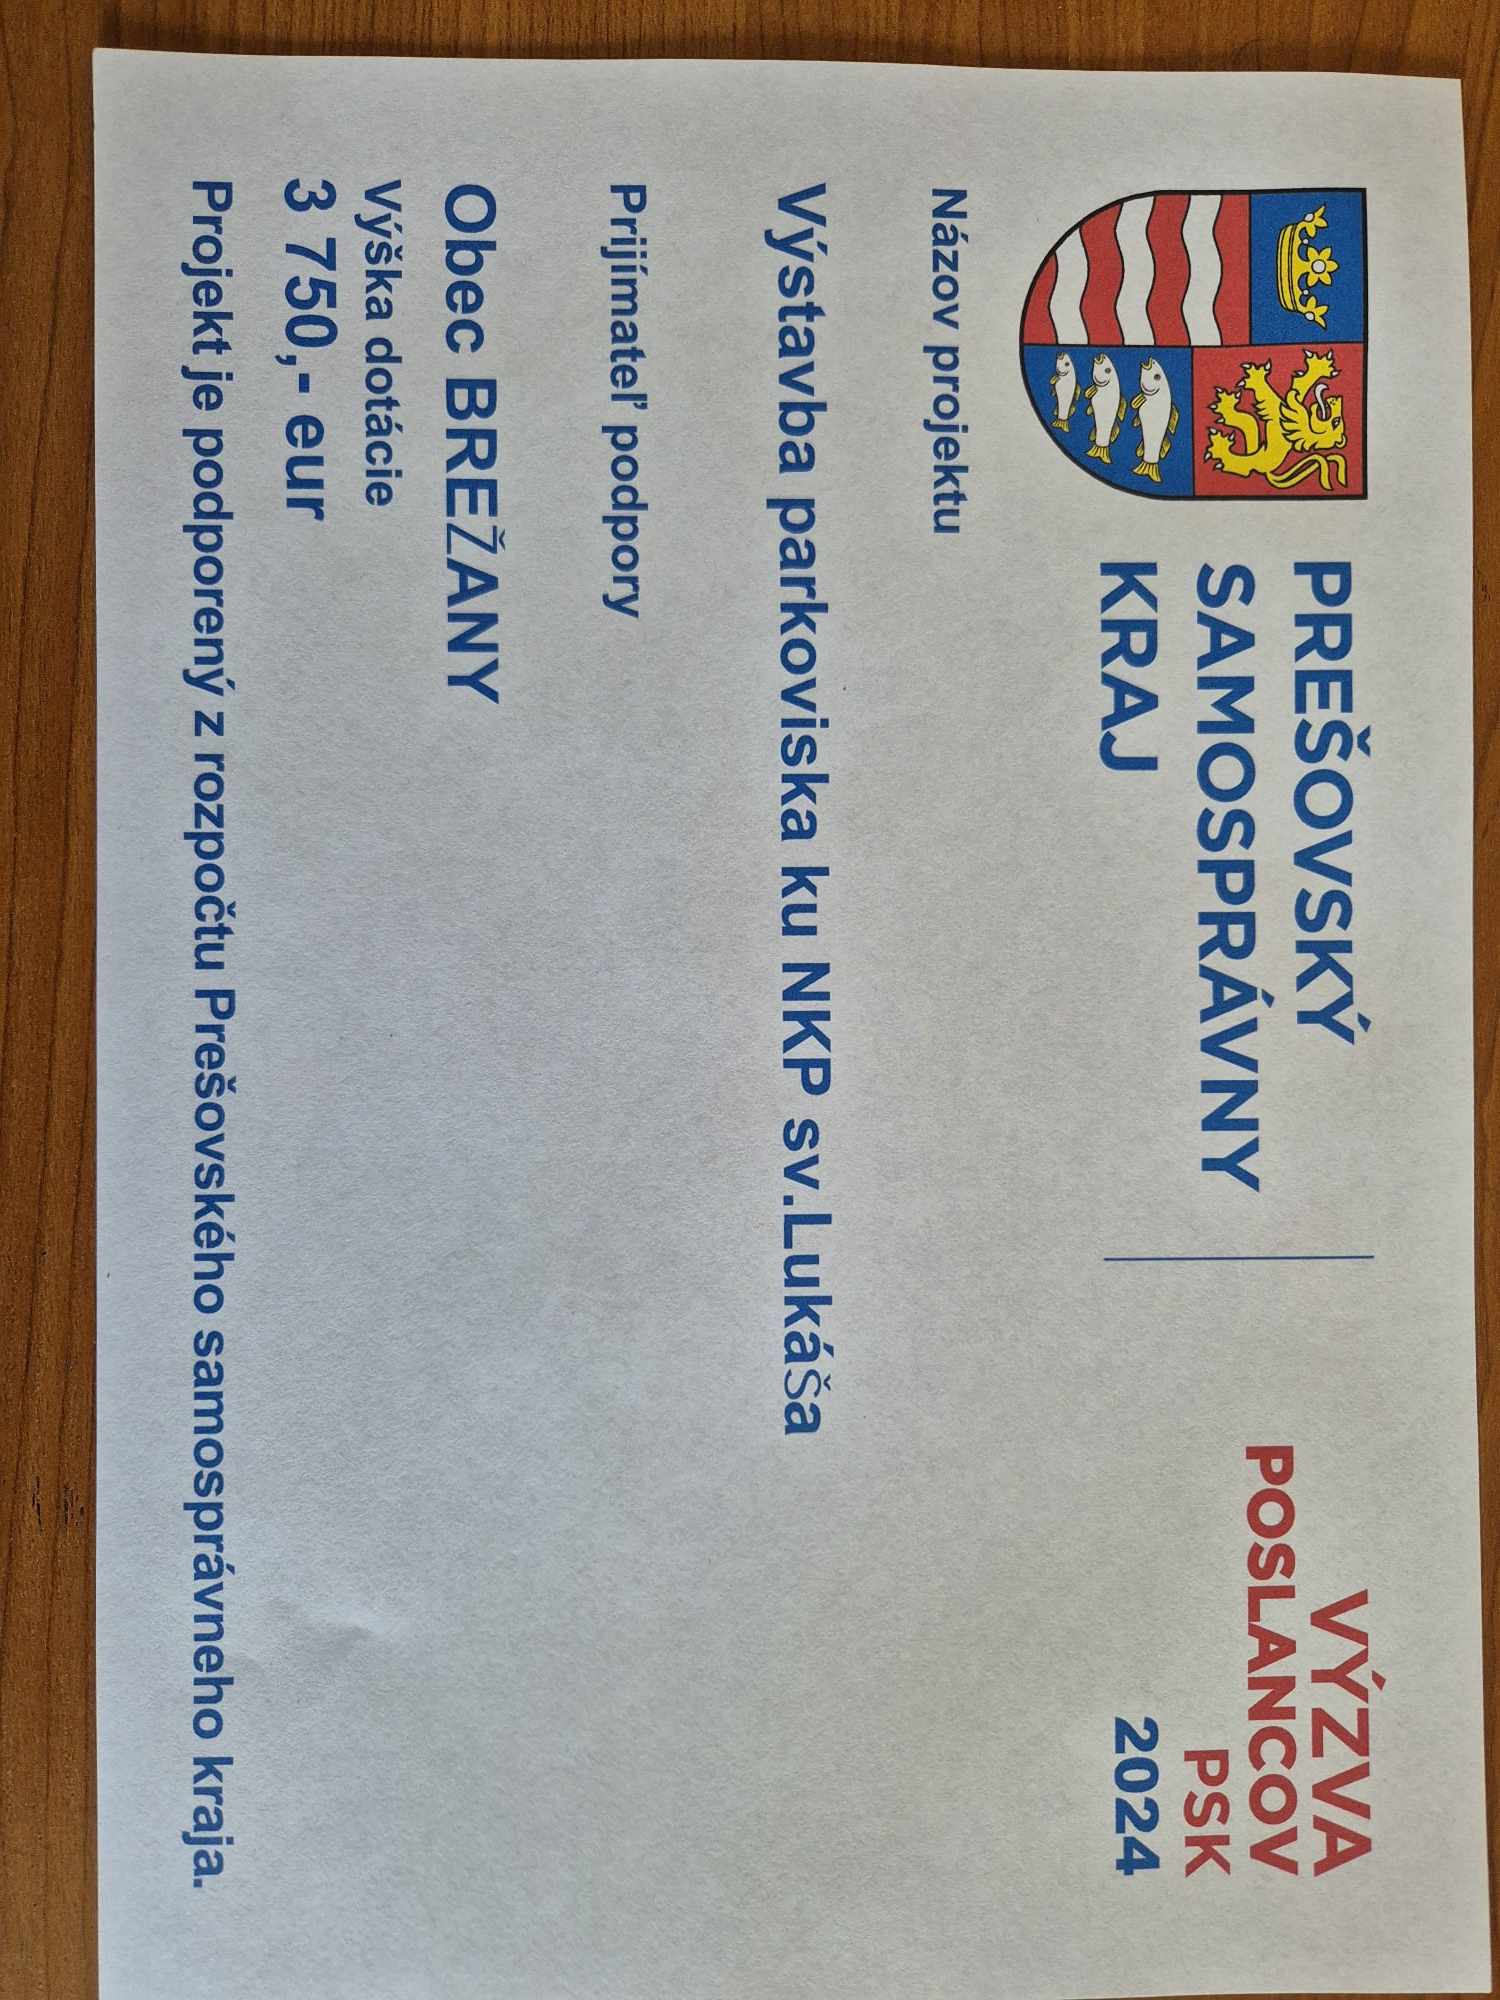 PREŠOVSKÝ
SAMOSPRÁVNY
KRAJ
VÝZVA
POSLANCOV
PSK
2024
Názov projektu
Výstavba parkoviska ku NKP sv.Lukáša
Prijímateľ podpory
Obec BREŽANY
Výška dotácie
3 750,- eur
Projekt je podporený z rozpočtu Prešovského samosprávneho kraja.